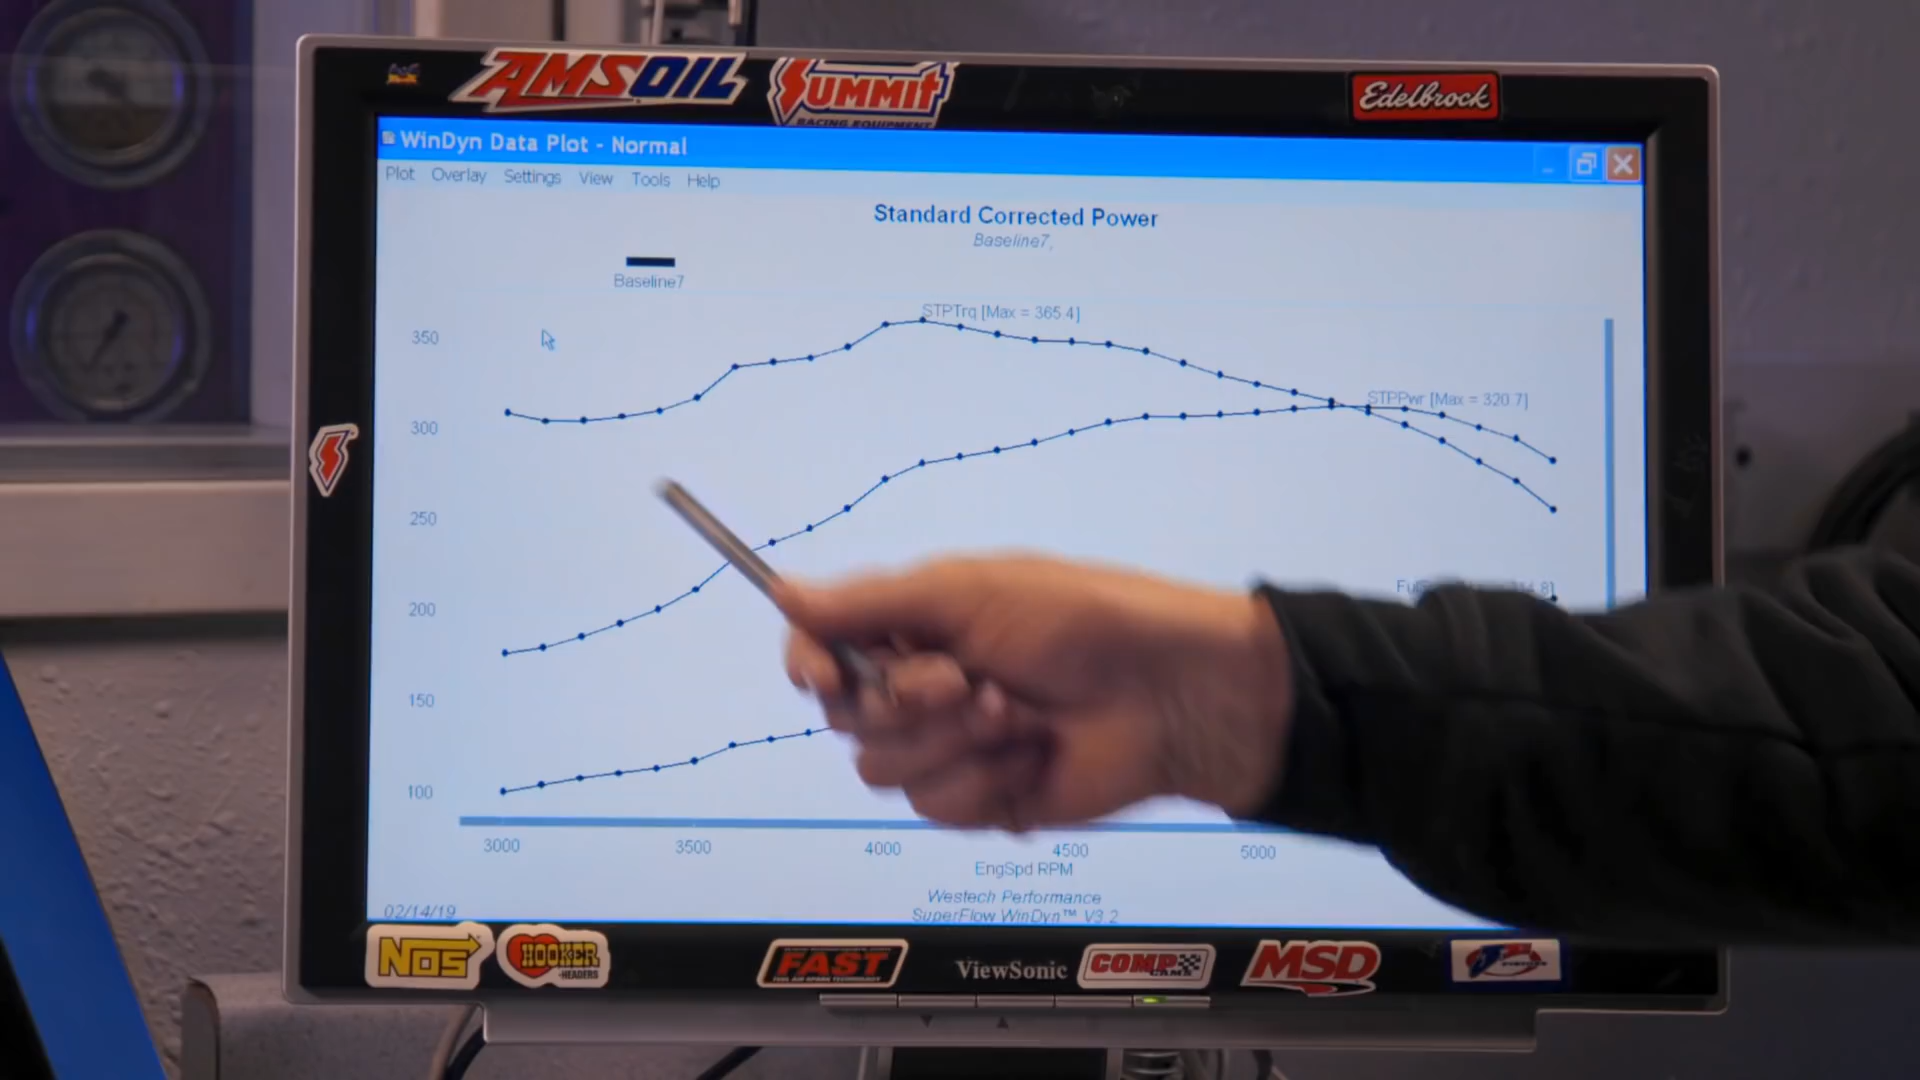 AMSOIL
SUMMIT
RACING EQUIPMENT
Edelbrock
WinDyn Data Plot - Normal
Plot Overlay Settings View Tools Help
Standard Corrected Power
Baseline7,
Baseline7
STPTrq [Max = 365.4]
STPPwr [Max = 320.7]
350
300
250
200
150
100
3000 3500 4000 4500 5000
EngSpd RPM
Westech Performance
SuperFlow WinDyn™ V3.2
02/14/19
NOS
HOOKER
HEADERS
FAST
ViewSonic
COMP
CAMS
MSD